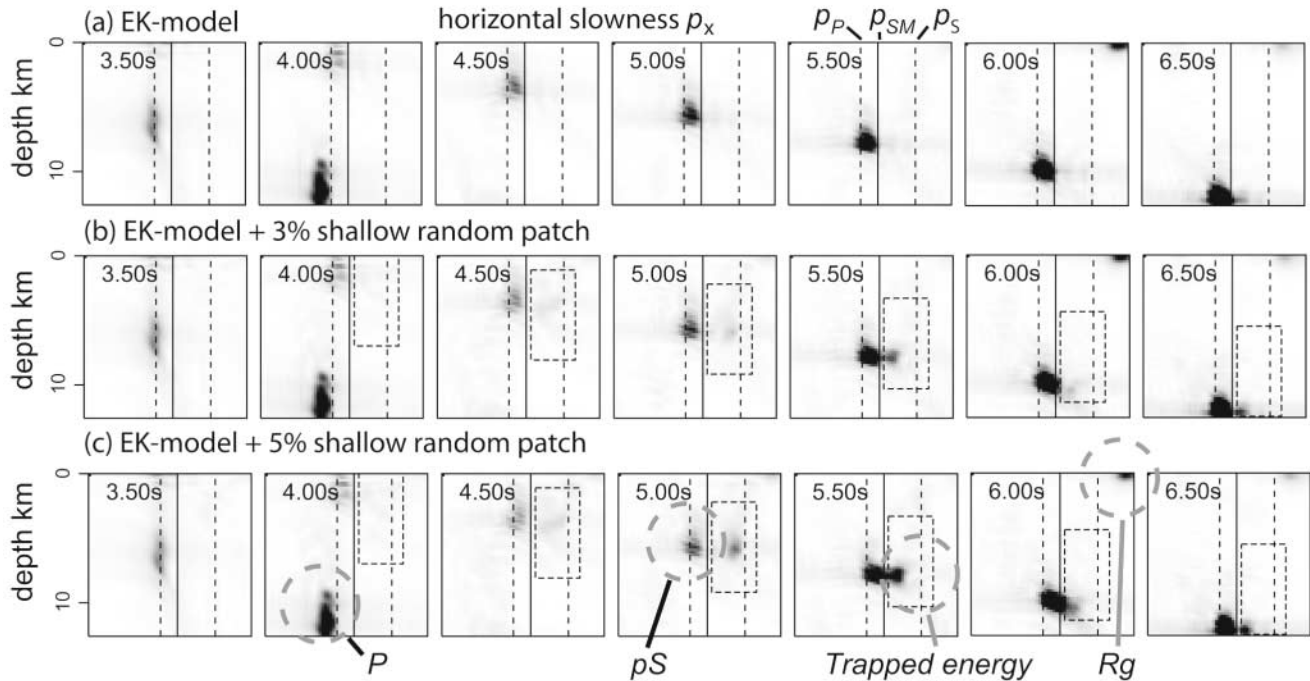 (a) EK-model horizontal slowness pₓ p_P p_SM p_S
depth km
0
10
3.50s 4.00s 4.50s 5.00s 5.50s 6.00s 6.50s
(b) EK-model + 3% shallow random patch
depth km
0
10
3.50s 4.00s 4.50s 5.00s 5.50s 6.00s 6.50s
(c) EK-model + 5% shallow random patch
depth km
0
10
3.50s 4.00s 4.50s 5.00s 5.50s 6.00s 6.50s
P pS Trapped energy Rg